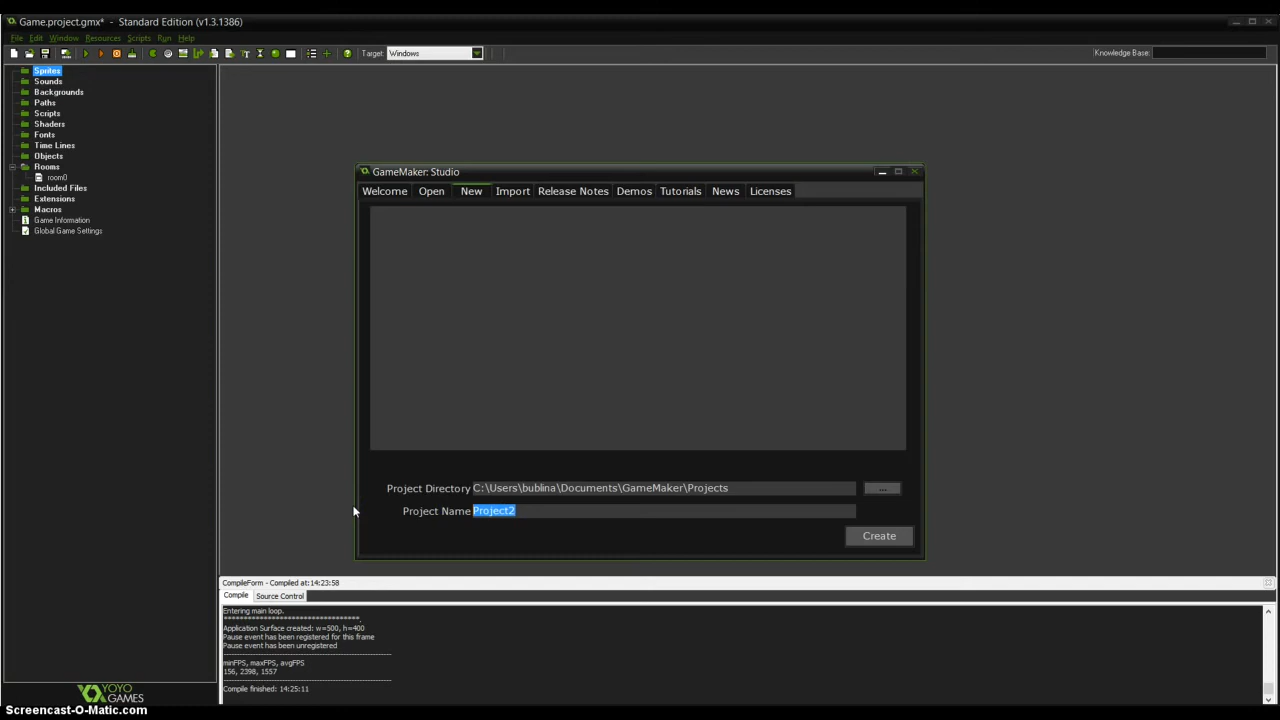 Game.project.gmx* - Standard Edition (v1.3.1386)
File Edit Window Resources Scripts Run Help
Target: Windows
Knowledge Base:
Sprites
Sounds
Backgrounds
Paths
Scripts
Shaders
Fonts
Time Lines
Objects
Rooms
room0
Included Files
Extensions
Macros
Game Information
Global Game Settings
GameMaker: Studio
Welcome Open New Import Release Notes Demos Tutorials News Licenses
Project Directory C:\Users\bublina\Documents\GameMaker\Projects ...
Project Name Project2
Create
CompileForm - Compiled at:14:23:58
Compile Source Control
Entering main loop.
***********************************.
Application Surface created: w=500, h=400
Pause event has been registered for this frame
Pause event has been unregistered
minFPS, maxFPS, avgFPS
156, 2398, 1557
Compile finished: 14:25:11
YOYO
GAMES
Screencast-O-Matic.com